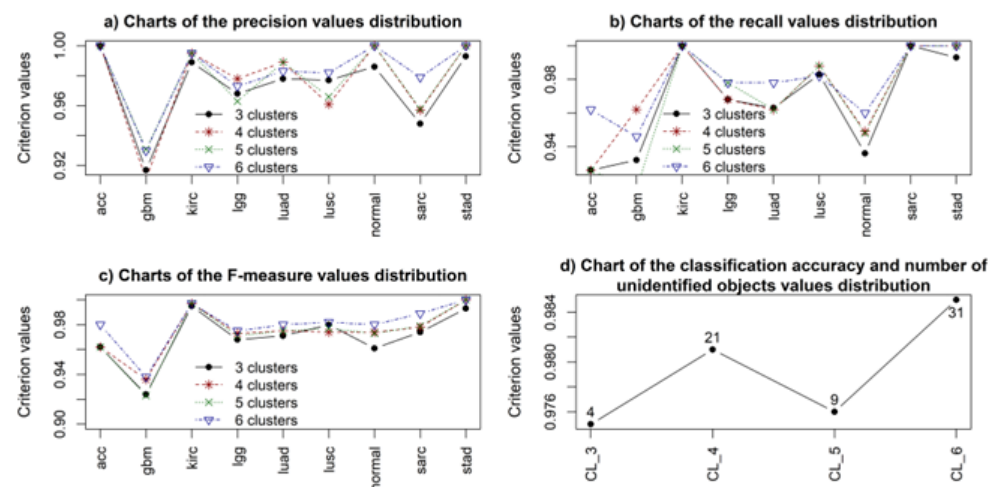 a) Charts of the precision values distribution
Criterion values
1.00
0.96
0.92
3 clusters
4 clusters
5 clusters
6 clusters
acc
gbm
kirc
lgg
luad
lusc
normal
sarc
stad
b) Charts of the recall values distribution
Criterion values
0.98
0.94
3 clusters
4 clusters
5 clusters
6 clusters
acc
gbm
kirc
lgg
luad
lusc
normal
sarc
stad
c) Charts of the F-measure values distribution
Criterion values
0.98
0.94
0.90
3 clusters
4 clusters
5 clusters
6 clusters
acc
gbm
kirc
lgg
luad
lusc
normal
sarc
stad
d) Chart of the classification accuracy and number of
unidentified objects values distribution
Criterion values
0.984
0.980
0.976
4
21
9
31
CL_3
CL_4
CL_5
CL_6